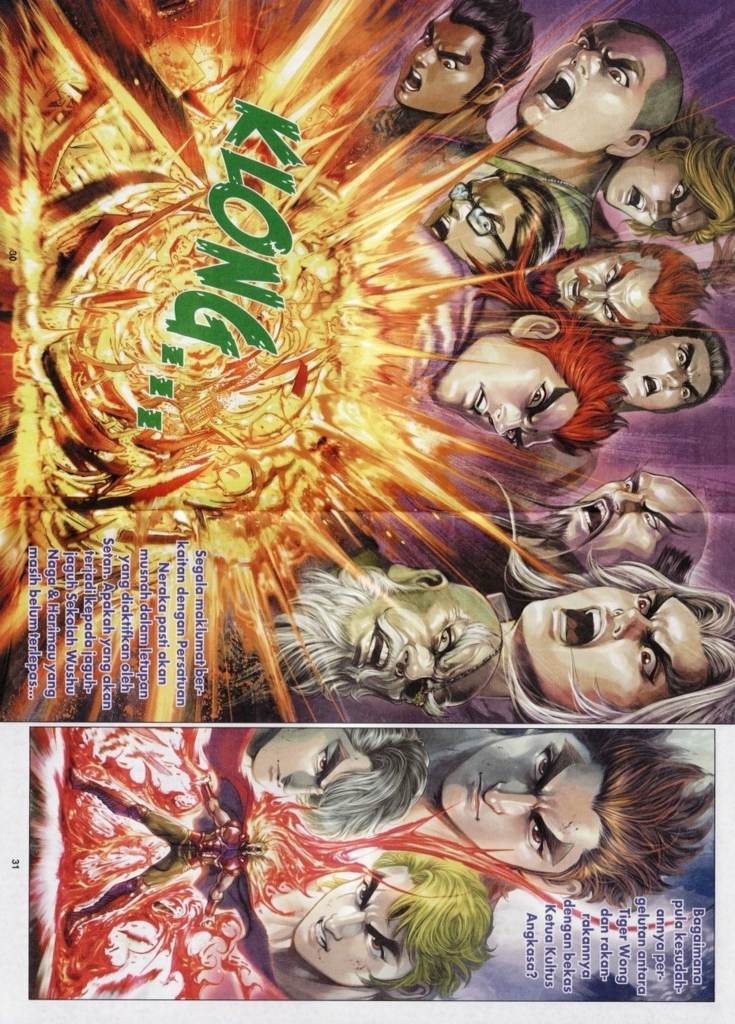 KLONG
Segala maklumat ber-
kaitan dengan Persatuan
Neraka pasti akan
musnah dalam letupan
yang diaktifkan oleh
Setan. Apakah yang akan
terjadi kepada jaguh-
jaguh Sekolah Wushu
Naga & Harimau yang
masih belum terlepas...
Bagaimana
pula kesudah-
annya per-
gelutan antara
Tiger Wong
dan rakan-
rakannya
dengan bekas
Ketua Kultus
Angkasa?
31